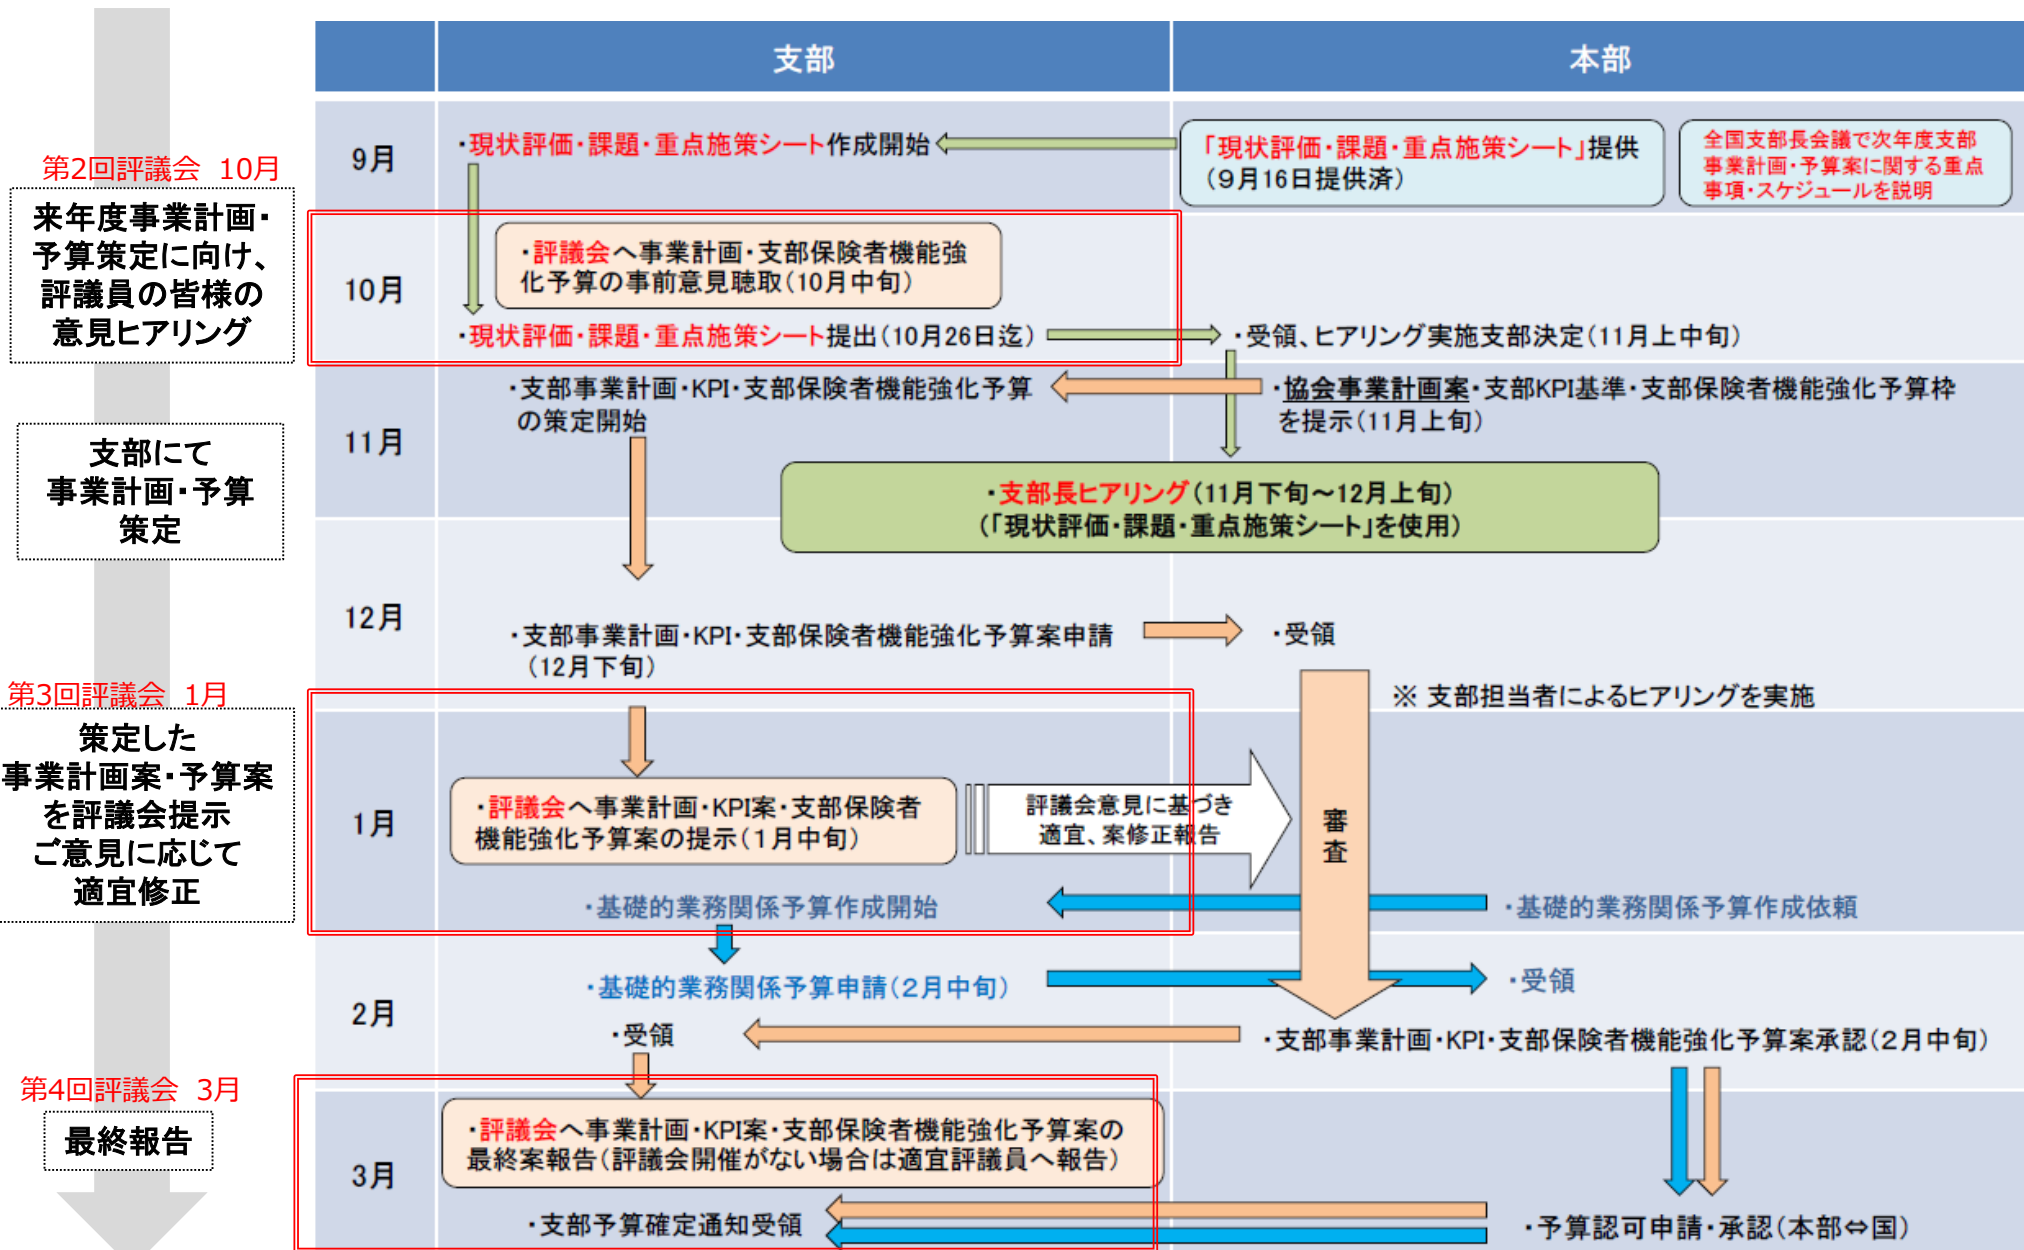 支部
本部
第2回評議会 10月
来年度事業計画・
予算策定に向け、
評議員の皆様の
意見ヒアリング
9月
・現状評価・課題・重点施策シート作成開始
「現状評価・課題・重点施策シート」提供
(9月16日提供済)
全国支部長会議で次年度支部
事業計画・予算案に関する重点
事項・スケジュールを説明
10月
・評議会へ事業計画・支部保険者機能強
化予算の事前意見聴取(10月中旬)
・現状評価・課題・重点施策シート提出(10月26日迄)
・受領、ヒアリング実施支部決定(11月上中旬)
支部にて
事業計画・予算
策定
11月
・支部事業計画・KPI・支部保険者機能強化予算
の策定開始
・協会事業計画案・支部KPI基準・支部保険者機能強化予算枠
を提示(11月上旬)
・支部長ヒアリング(11月下旬～12月上旬)
(「現状評価・課題・重点施策シート」を使用)
12月
・支部事業計画・KPI・支部保険者機能強化予算案申請
(12月下旬)
・受領
※ 支部担当者によるヒアリングを実施
第3回評議会 1月
策定した
事業計画案・予算案
を評議会提示
ご意見に応じて
適宜修正
1月
・評議会へ事業計画・KPI案・支部保険者
機能強化予算案の提示(1月中旬)
評議会意見に基づき
適宜、案修正報告
審
査
・基礎的業務関係予算作成開始
・基礎的業務関係予算作成依頼
2月
・基礎的業務関係予算申請(2月中旬)
・受領
・受領
・支部事業計画・KPI・支部保険者機能強化予算案承認(2月中旬)
第4回評議会 3月
最終報告
3月
・評議会へ事業計画・KPI案・支部保険者機能強化予算案の
最終案報告(評議会開催がない場合は適宜評議員へ報告)
・支部予算確定通知受領
・予算認可申請・承認(本部⇔国)